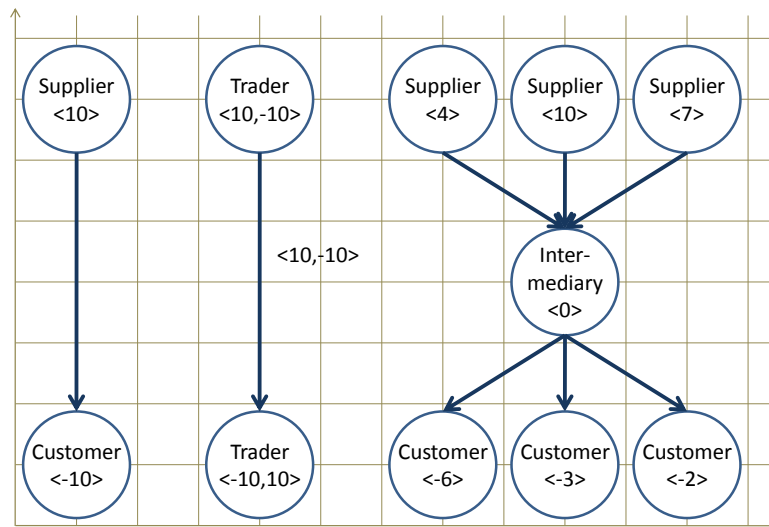 Supplier
<10>
Trader
<10,-10>
Supplier
<4>
Supplier
<10>
Supplier
<7>
<10,-10>
Inter-
mediary
<0>
Customer
<-10>
Trader
<-10,10>
Customer
<-6>
Customer
<-3>
Customer
<-2>